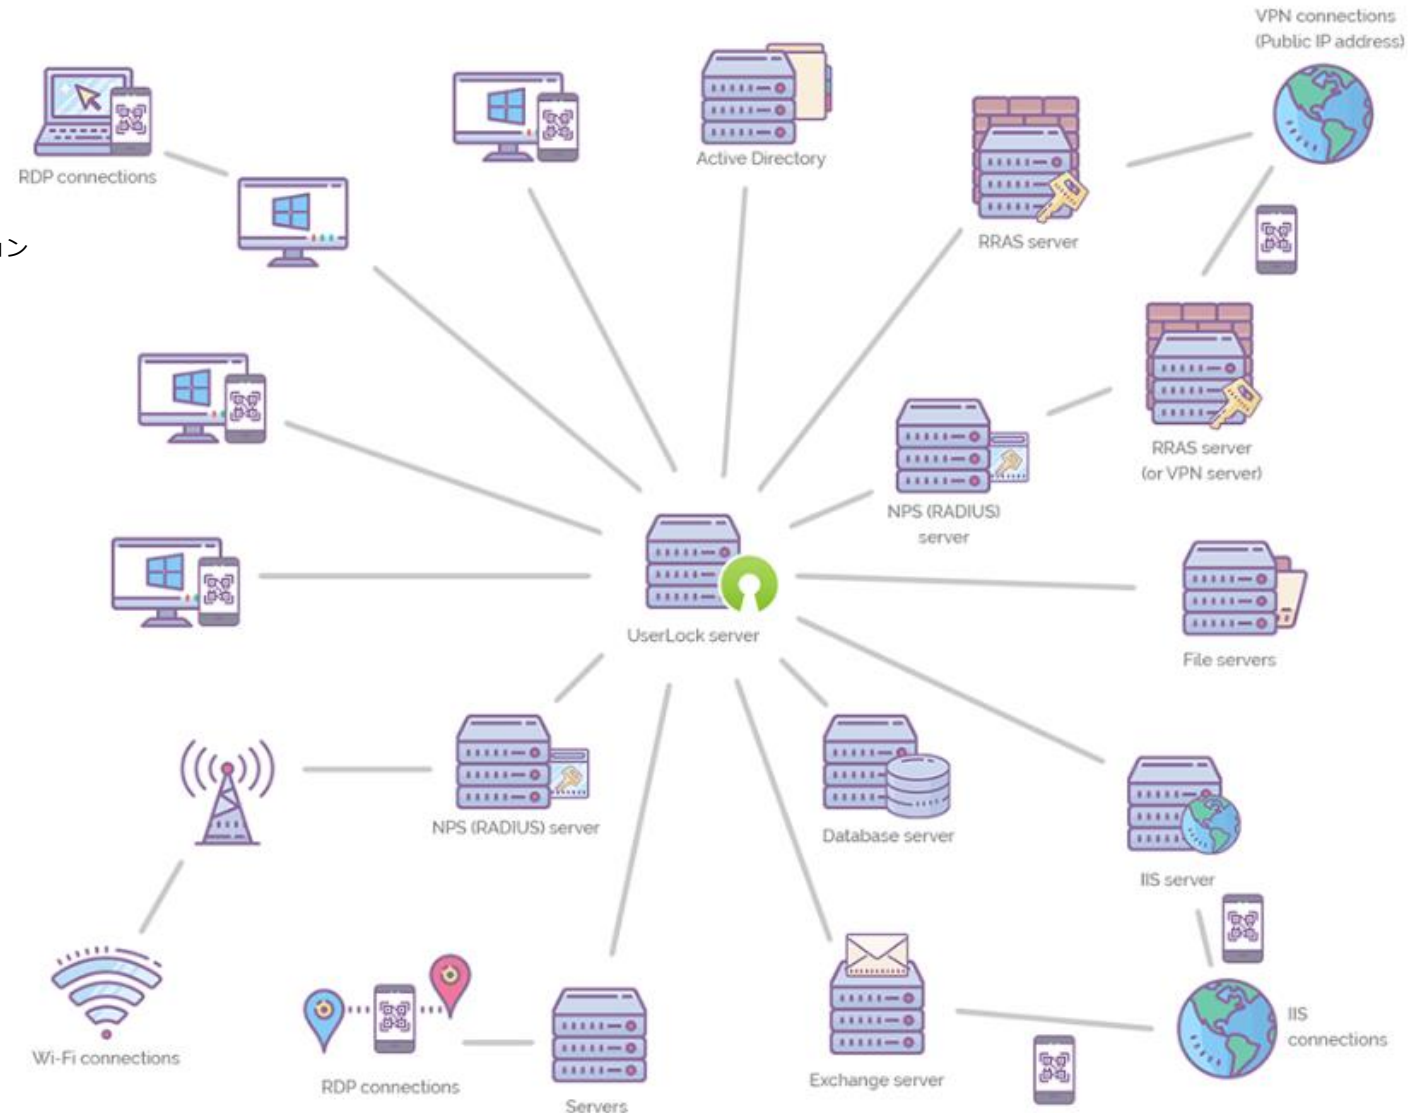 VPN connections
(Public IP address)
RDP connections
Active Directory
RRAS server
ョン
RRAS server
(or VPN server)
NPS (RADIUS)
server
UserLock server
File servers
NPS (RADIUS) server
Database server
IIS server
Wi-Fi connections
RDP connections
Servers
Exchange server
IIS
connections